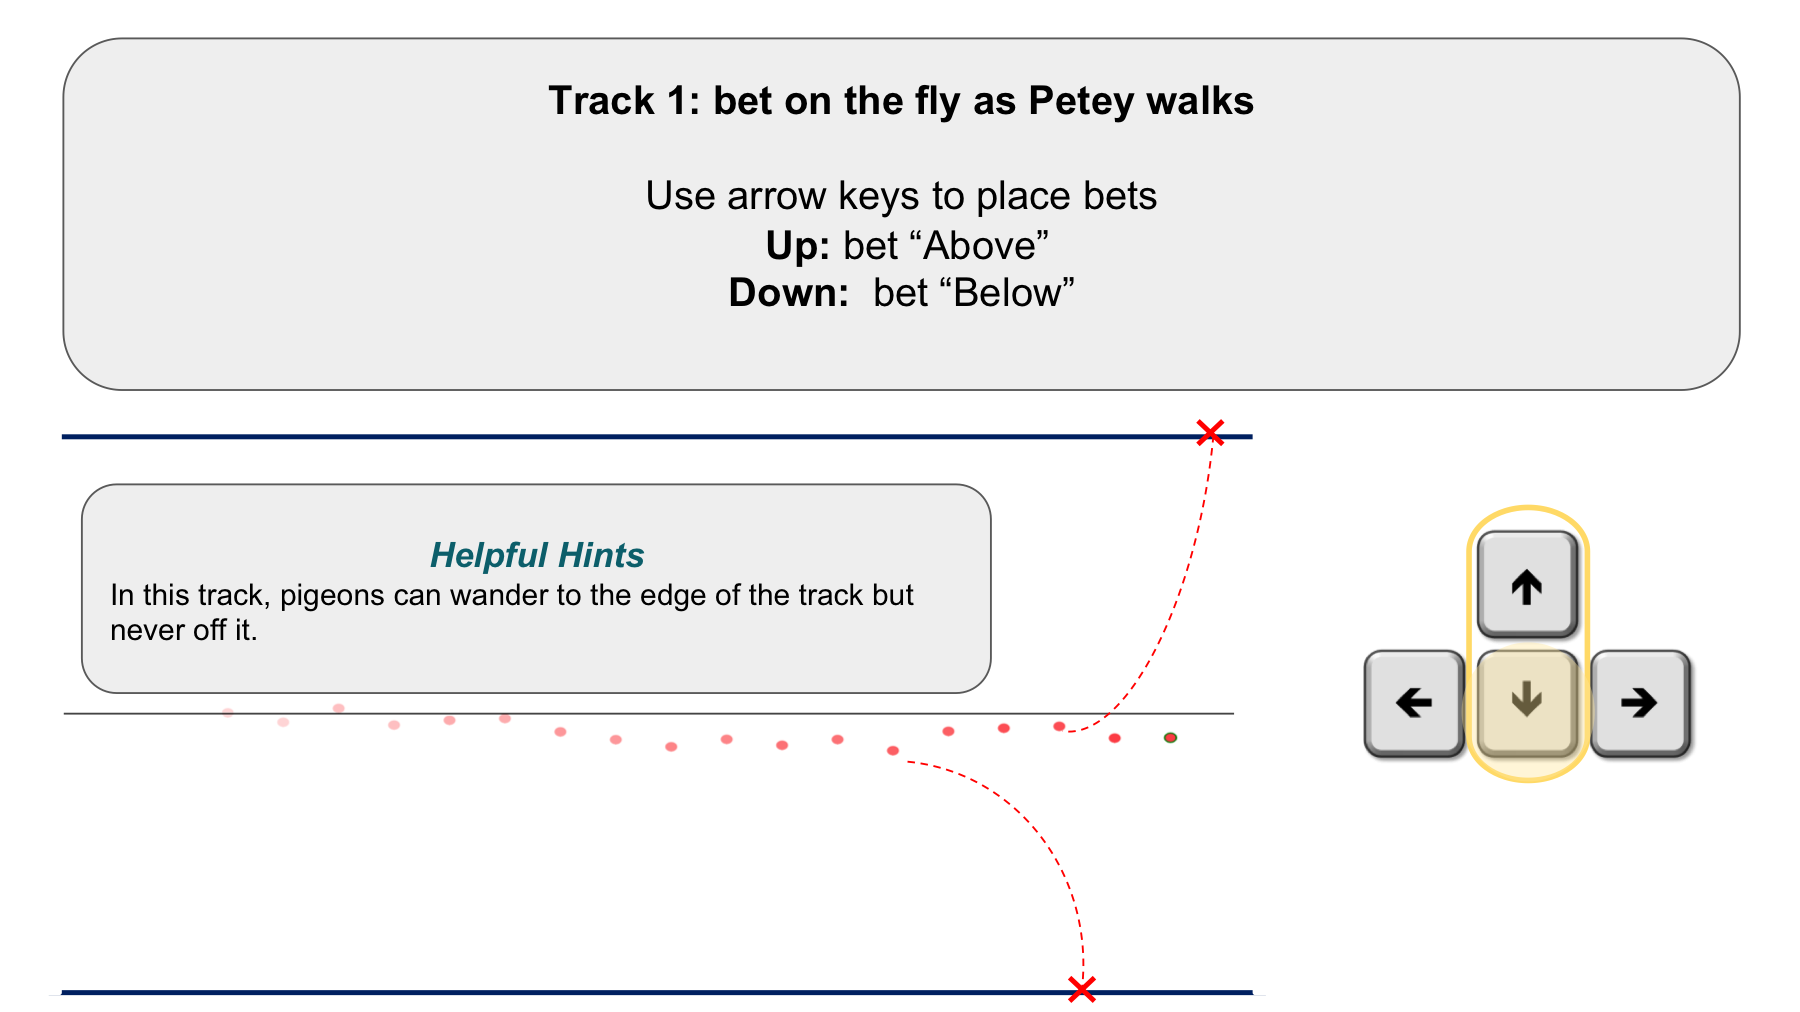 Track 1: bet on the fly as Petey walks
Use arrow keys to place bets
Up: bet “Above”
Down:  bet “Below”
Helpful Hints
In this track, pigeons can wander to the edge of the track but
never off it.